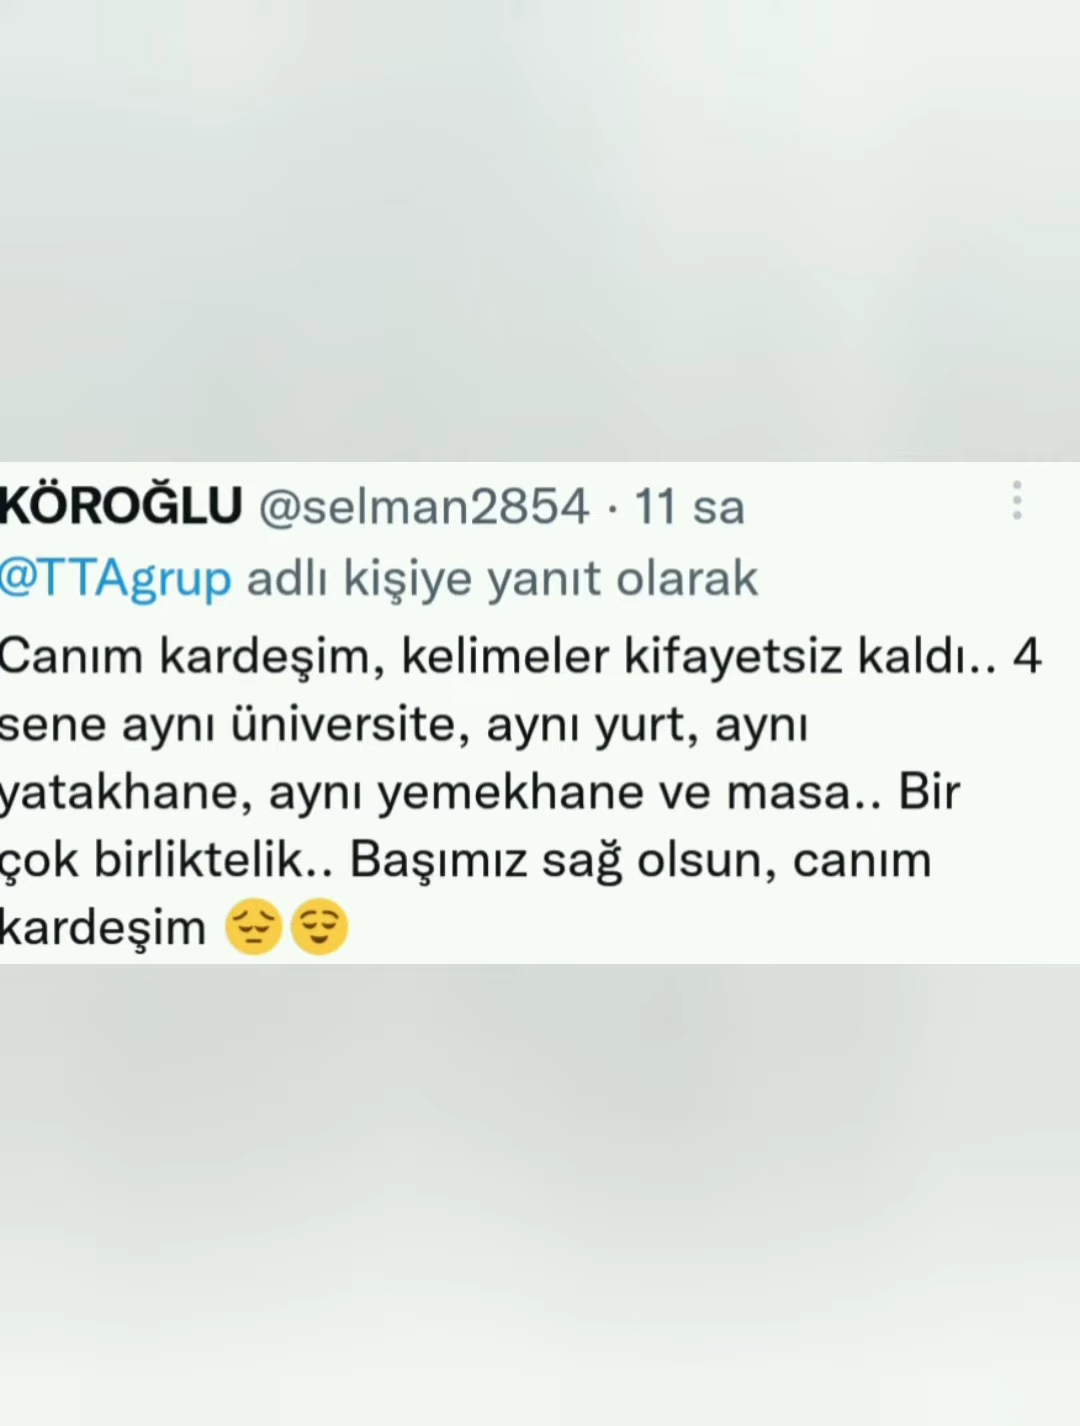 KÖROĞLU @selman2854 · 11 sa
@TTAgrup adlı kişiye yanıt olarak
Canım kardeşim, kelimeler kifayetsiz kaldı.. 4
sene aynı üniversite, aynı yurt, aynı
yatakhane, aynı yemekhane ve masa.. Bir
çok birliktelik.. Başımız sağ olsun, canım
kardeşim 😔😌